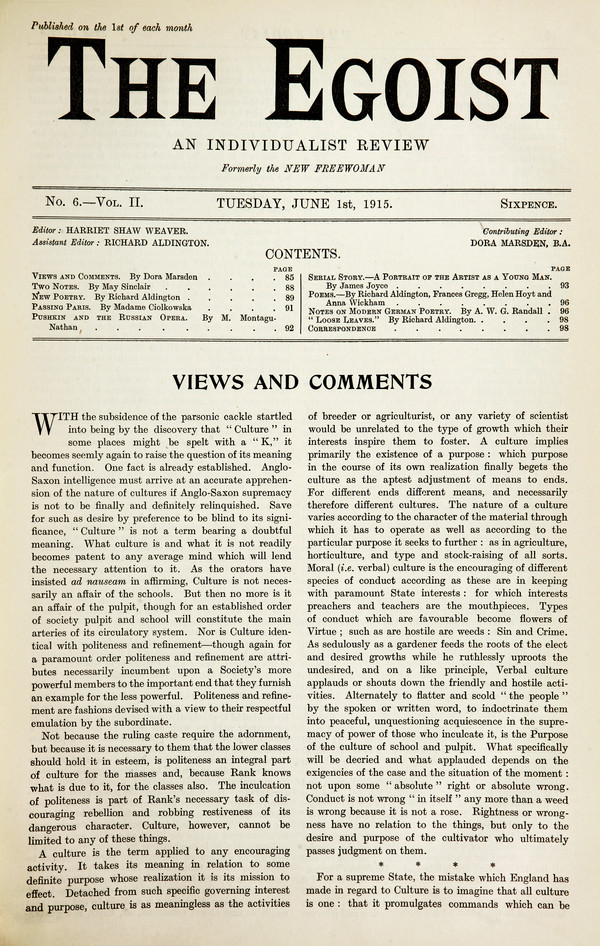 Published on the 1st of each month
THE EGOIST
AN INDIVIDUALIST REVIEW
Formerly the NEW FREEWOMAN
No. 6.—VOL. II.
TUESDAY, JUNE 1st, 1915.
SIXPENCE.
Editor: HARRIET SHAW WEAVER.
Assistant Editor: RICHARD ALDINGTON.
Contributing Editor:
DORA MARSDEN, B.A.
CONTENTS.
PAGE
VIEWS AND COMMENTS. By Dora Marsden . . . . 85
TWO NOTES. By May Sinclair . . . . . 88
NEW POETRY. By Richard Aldington . . . . . 89
PASSING PARIS. By Madame Ciolkowska . . . . 91
PUSHKIN AND THE RUSSIAN OPERA. By M. Montagu-
Nathan . . . . . . . . . 92
PAGE
SERIAL STORY.—A PORTRAIT OF THE ARTIST AS A YOUNG MAN.
By James Joyce . . . . . . . . 93
POEMS.—By Richard Aldington, Frances Gregg, Helen Hoyt and
Anna Wickham . . . . . . . . 96
NOTES ON MODERN GERMAN POETRY. By A. W. G. Randall . 96
"LOOSE LEAVES." By Richard Aldington. . . . . 98
CORRESPONDENCE . . . . . . . 98
VIEWS AND COMMENTS
WITH the subsidence of the parsonic cackle startled
into being by the discovery that "Culture" in
some places might be spelt with a "K," it
becomes seemly again to raise the question of its meaning
and function. One fact is already established. Anglo-
Saxon intelligence must arrive at an accurate apprehen-
sion of the nature of cultures if Anglo-Saxon supremacy
is not to be finally and definitely relinquished. Save
for such as desire by preference to be blind to its signi-
ficance, "Culture" is not a term bearing a doubtful
meaning. What culture is and what it is not readily
becomes patent to any average mind which will lend
the necessary attention to it. As the orators have
insisted ad nauseam in affirming, Culture is not neces-
sarily an affair of the schools. But then no more is it
an affair of the pulpit, though for an established order
of society pulpit and school will constitute the main
arteries of its circulatory system. Nor is Culture iden-
tical with politeness and refinement—though again for
a paramount order politeness and refinement are attri-
butes necessarily incumbent upon a Society's more
powerful members to the important end that they furnish
an example for the less powerful. Politeness and refine-
ment are fashions devised with a view to their respectful
emulation by the subordinate.
Not because the ruling caste require the adornment,
but because it is necessary to them that the lower classes
should hold it in esteem, is politeness an integral part
of culture for the masses and, because Rank knows
what is due to it, for the classes also. The inculcation
of politeness is part of Rank's necessary task of dis-
couraging rebellion and robbing restiveness of its
dangerous character. Culture, however, cannot be
limited to any of these things.
A culture is the term applied to any encouraging
activity. It takes its meaning in relation to some
definite purpose whose realization it is its mission to
effect. Detached from such specific governing interest
and purpose, culture is as meaningless as the activities
of breeder or agriculturist, or any variety of scientist
would be unrelated to the type of growth which their
interests inspire them to foster. A culture implies
primarily the existence of a purpose: which purpose
in the course of its own realization finally begets the
culture as the aptest adjustment of means to ends.
For different ends different means, and necessarily
therefore different cultures. The nature of a culture
varies according to the character of the material through
which it has to operate as well as according to the
particular purpose it seeks to further: as in agriculture,
horticulture, and type and stock-raising of all sorts.
Moral (i.e. verbal) culture is the encouraging of different
species of conduct according as these are in keeping
with paramount State interests: for which interests
preachers and teachers are the mouthpieces. Types
of conduct which are favourable become flowers of
Virtue; such as are hostile are weeds: Sin and Crime.
As sedulously as a gardener feeds the roots of the elect
and desired growths while he ruthlessly uproots the
undesired, and on a like principle, Verbal culture
applauds or shouts down the friendly and hostile acti-
vities. Alternately to flatter and scold "the people"
by the spoken or written word, to indoctrinate them
into peaceful, unquestioning acquiescence in the supre-
macy of power of those who inculcate it, is the Purpose
of the culture of school and pulpit. What specifically
will be decried and what applauded depends on the
exigencies of the case and the situation of the moment:
not upon some "absolute" right or absolute wrong.
Conduct is not wrong "in itself" any more than a weed
is wrong because it is not a rose. Rightness or wrong-
ness have no relation to the things, but only to the
desire and purpose of the cultivator who ultimately
passes judgment on them.
* * * *
For a supreme State, the mistake which England has
made in regard to Culture is to imagine that all culture
is one: that it promulgates commands which can be